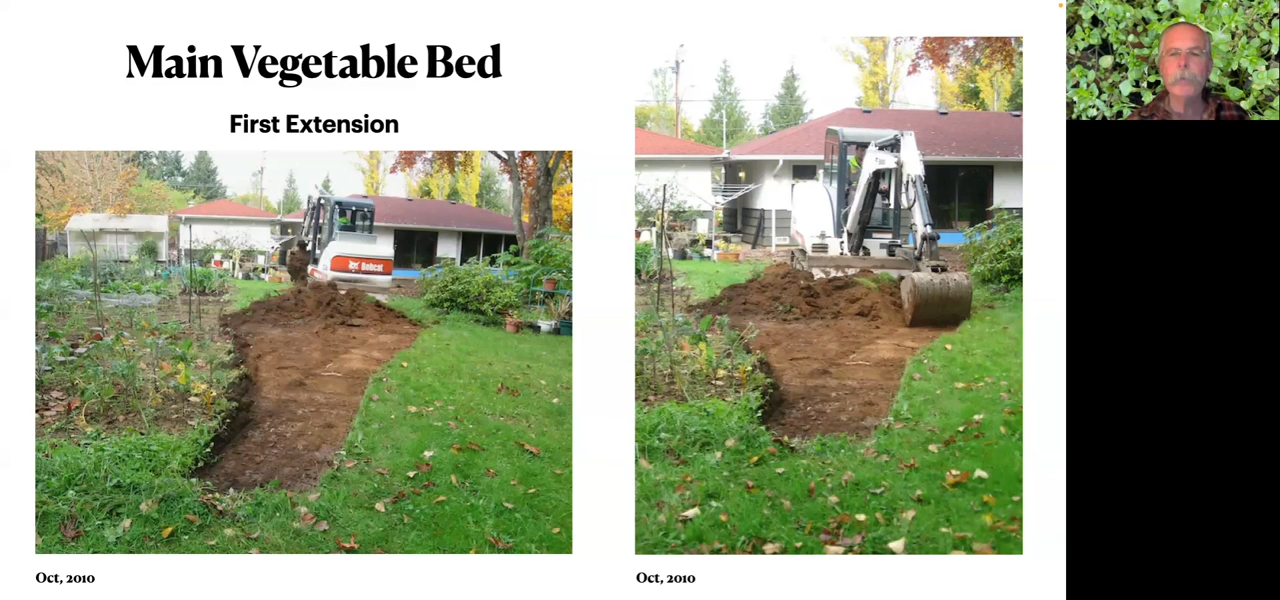 Main Vegetable Bed
First Extension
Bobcat
Oct, 2010
Oct, 2010